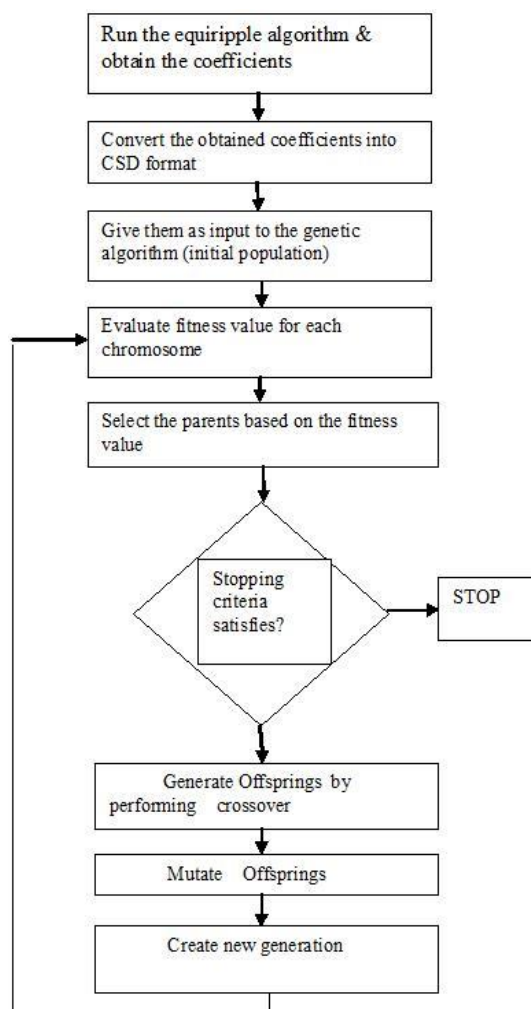 Run the equiripple algorithm &
obtain the coefficients
Convert the obtained coefficients into
CSD format
Give them as input to the genetic
algorithm (initial population)
Evaluate fitness value for each
chromosome
Select the parents based on the fitness
value
Stopping
criteria
satisfies?
STOP
Generate Offsprings by
performing crossover
Mutate Offsprings
Create new generation